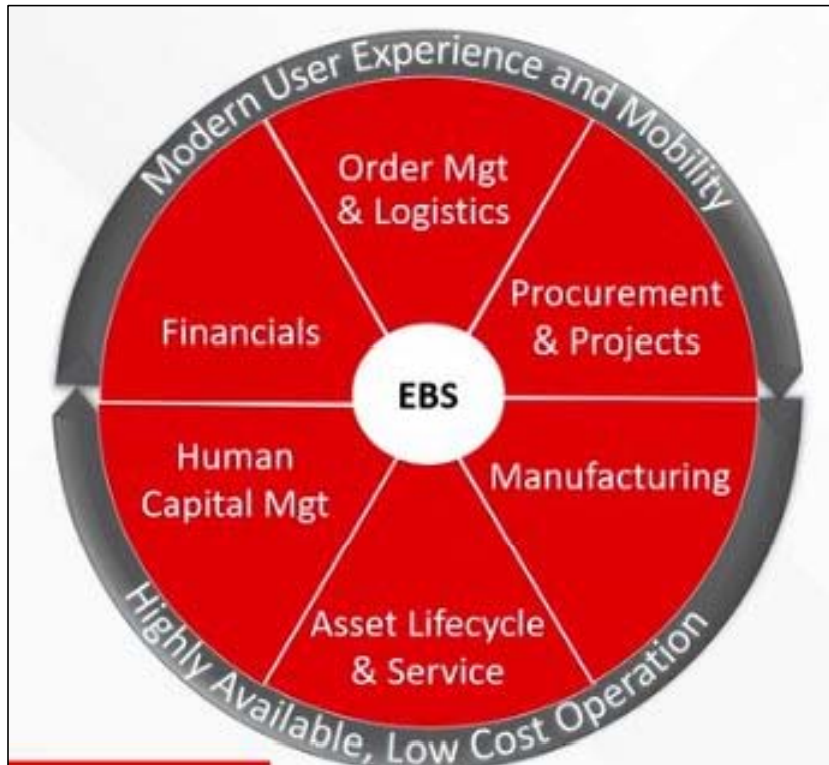 Modern User Experience and Mobility
Order Mgt
& Logistics
Procurement
& Projects
Financials
EBS
Human
Capital Mgt
Manufacturing
Asset Lifecycle
& Service
Highly Available, Low Cost Operation